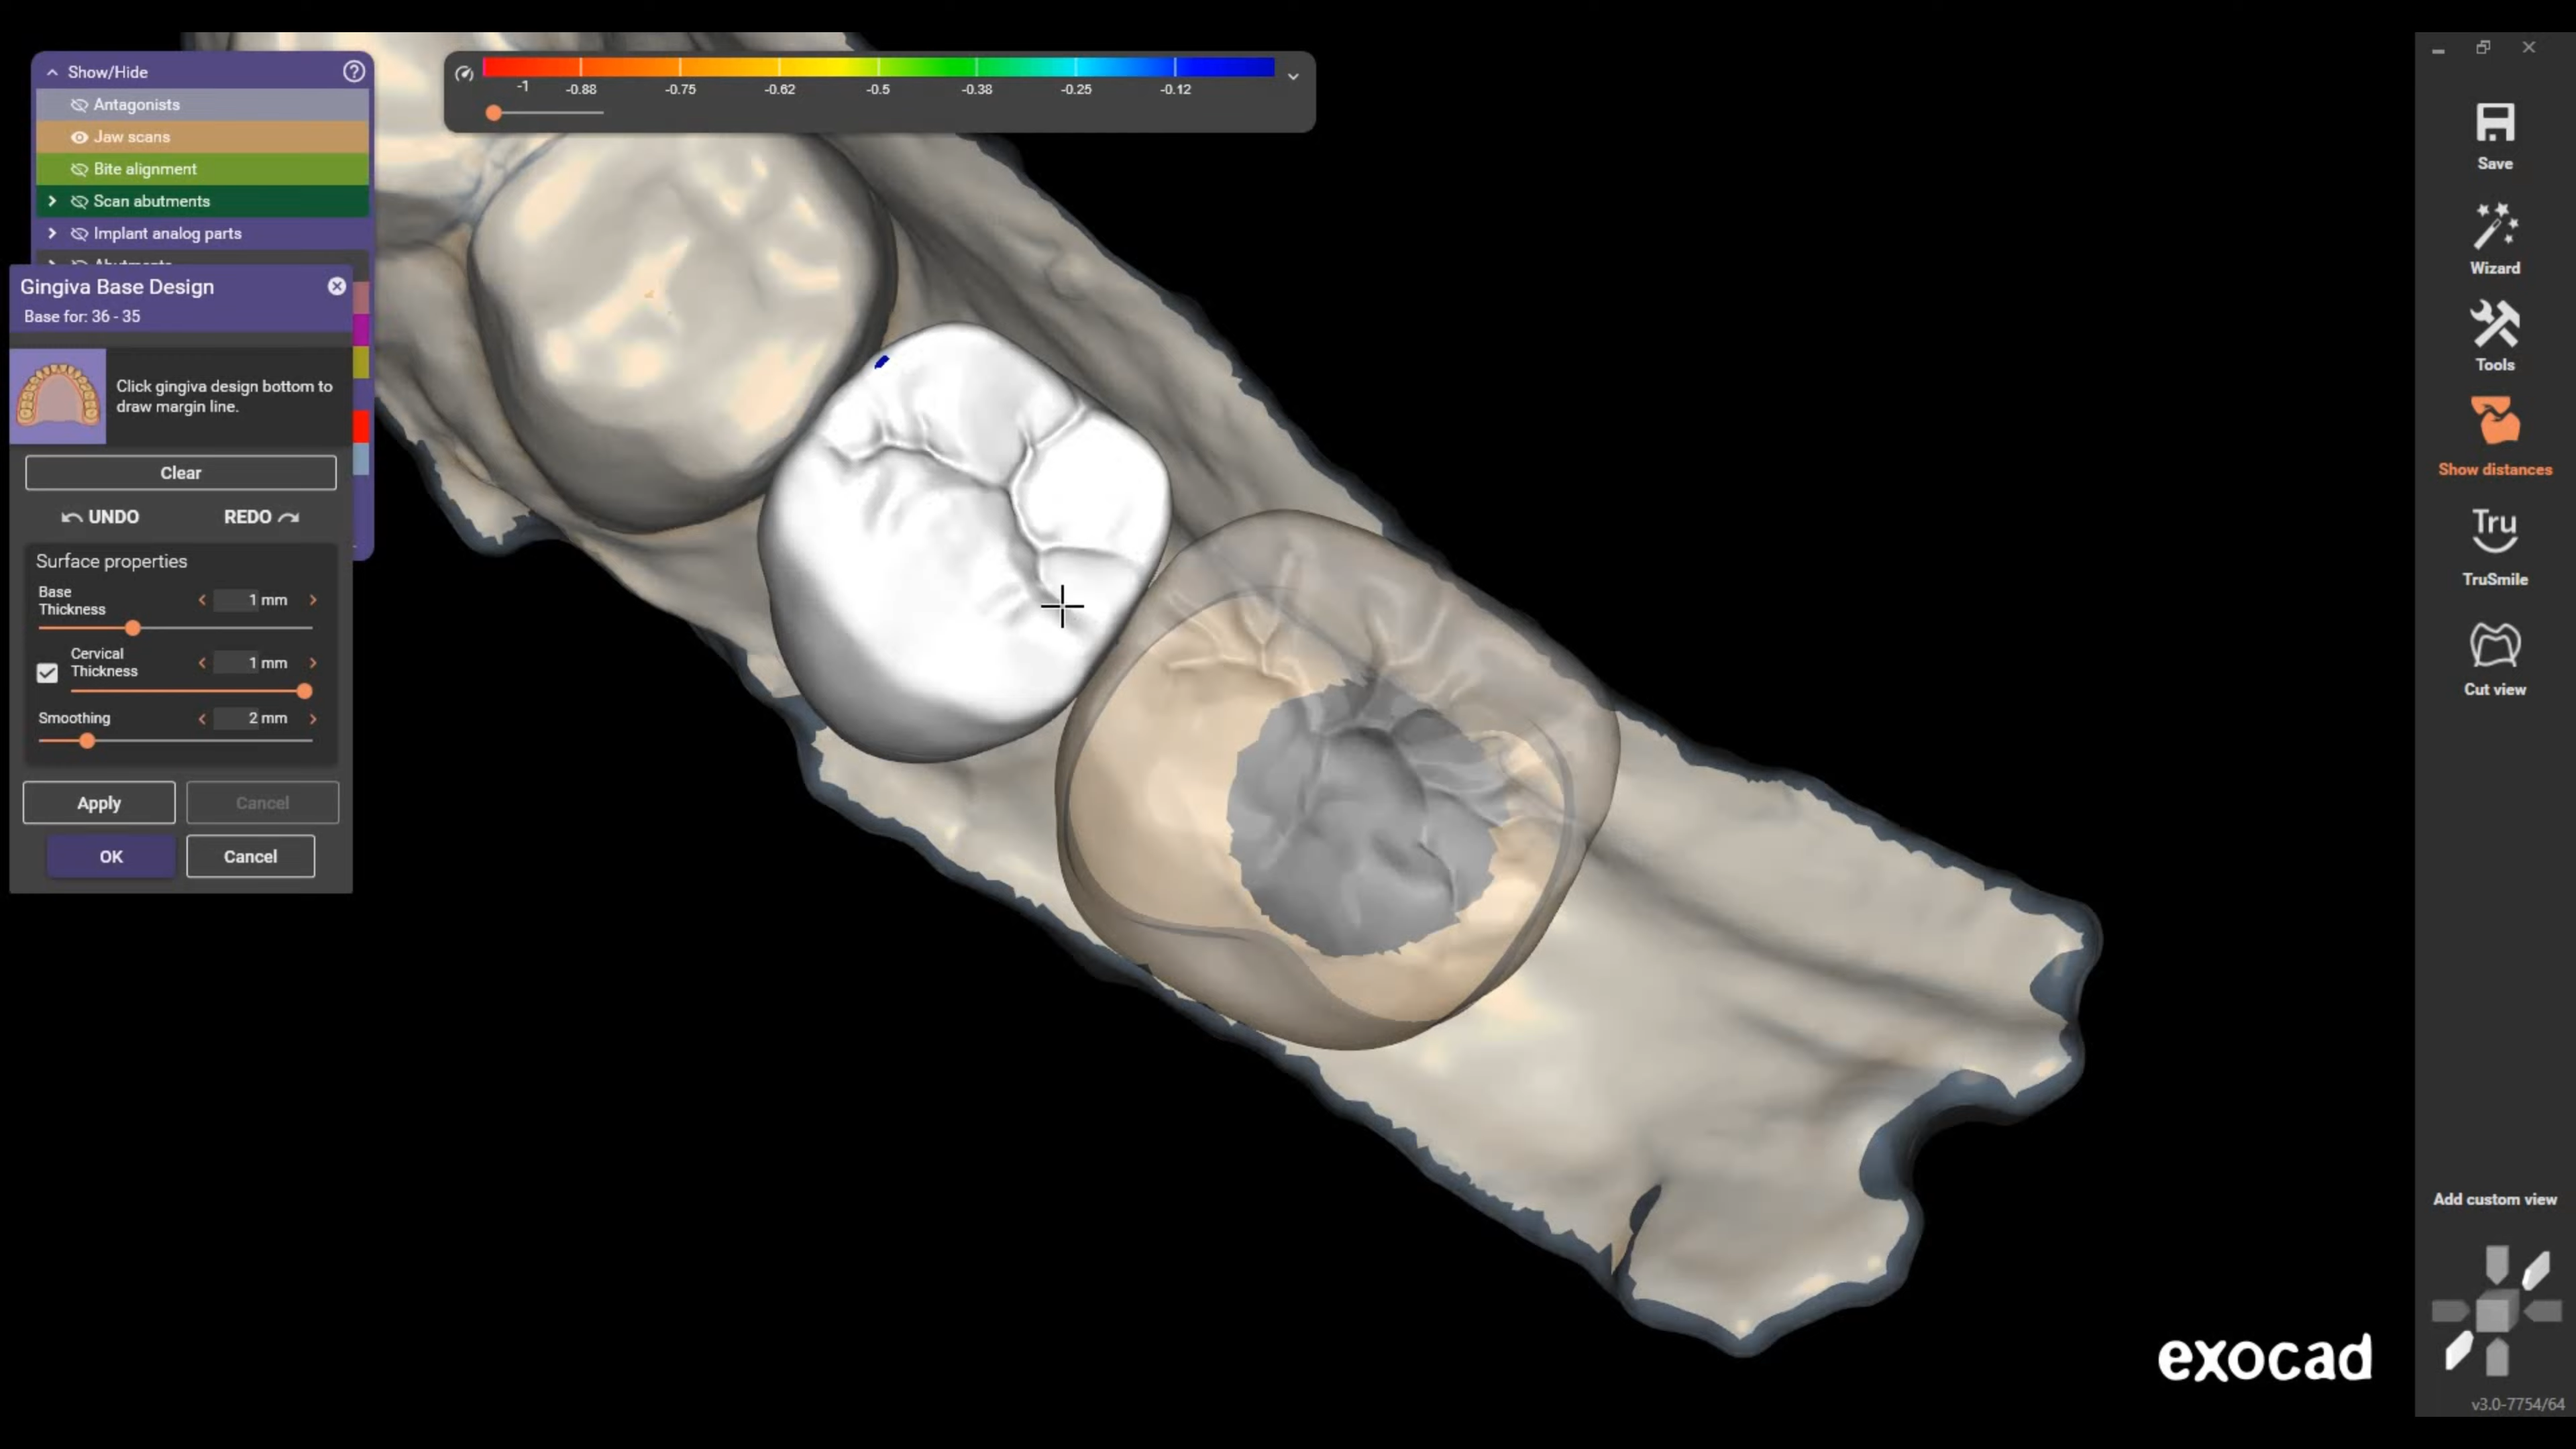 Show/Hide
Antagonists
Jaw scans
Bite alignment
Scan abutments
Implant analog parts
Gingiva Base Design
Base for: 36 - 35
Click gingiva design bottom to
draw margin line.
Clear
UNDO REDO
Surface properties
Base
Thickness
1 mm
Cervical
Thickness
1 mm
Smoothing
2 mm
Apply Cancel
OK Cancel
-1 -0.88 -0.75 -0.62 -0.5 -0.38 -0.25 -0.12
Save
Wizard
Tools
Show distances
Tru
TruSmile
Cut view
Add custom view
exocad
v3.0-7754/64